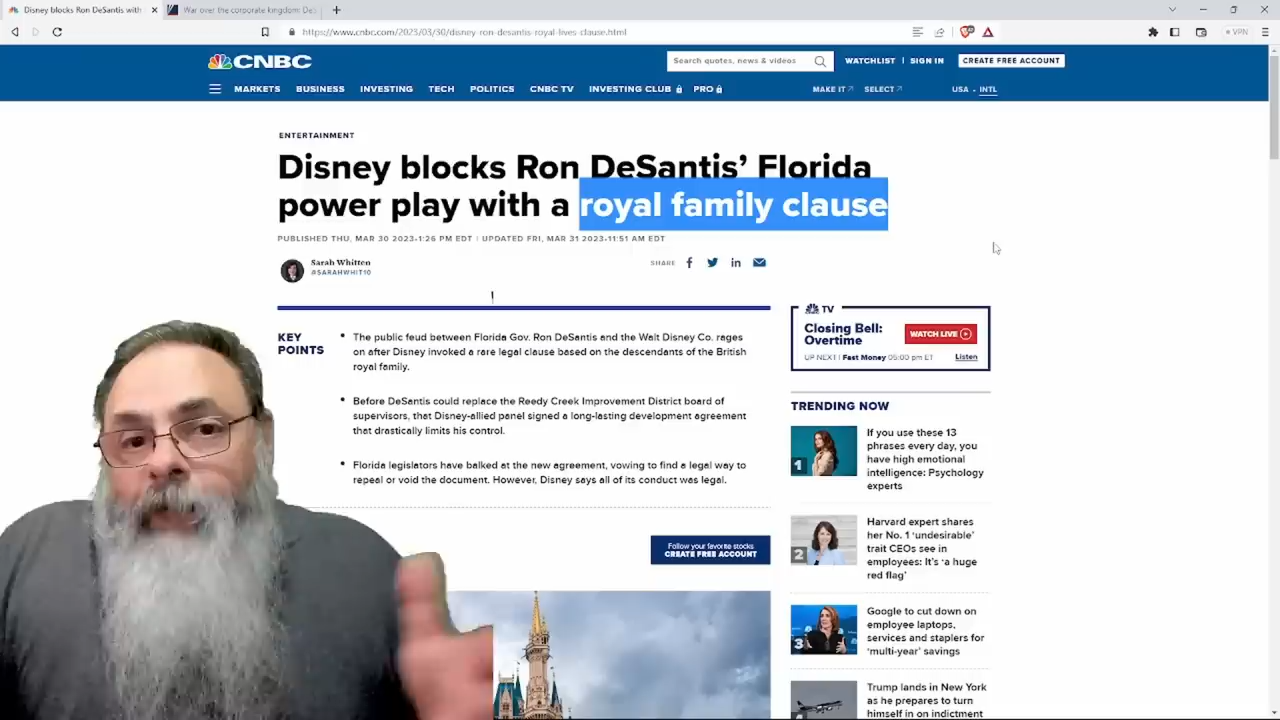 Disney blocks Ron DeSantis with
War over the corporate kingdom: De
https://www.cnbc.com/2023/03/30/disney-ron-desantis-royal-lives-clause.html
VPN
CNBC
Search quotes, news & videos
WATCHLIST
SIGN IN
CREATE FREE ACCOUNT
MARKETS
BUSINESS
INVESTING
TECH
POLITICS
CNBC TV
INVESTING CLUB
PRO
MAKE IT
SELECT
USA
INTL
ENTERTAINMENT
Disney blocks Ron DeSantis’ Florida
power play with a royal family clause
PUBLISHED THU, MAR 30 2023•1:26 PM EDT | UPDATED FRI, MAR 31 2023•11:51 AM EDT
Sarah Whitten
@SARAHWHIT10
SHARE
KEY
POINTS
The public feud between Florida Gov. Ron DeSantis and the Walt Disney Co. rages
on after Disney invoked a rare legal clause based on the descendants of the British
royal family.
Before DeSantis could replace the Reedy Creek Improvement District board of
supervisors, that Disney-allied panel signed a long-lasting development agreement
that drastically limits his control.
Florida legislators have balked at the new agreement, vowing to find a legal way to
repeal or void the document. However, Disney says all of its conduct was legal.
Follow your favorite stocks
CREATE FREE ACCOUNT
TV
Closing Bell:
Overtime
WATCH LIVE
UP NEXT | Fast Money 05:00 pm ET
Listen
TRENDING NOW
1
If you use these 13
phrases every day, you
have high emotional
intelligence: Psychology
experts
2
Harvard expert shares
her No. 1 ‘undesirable’
trait CEOs see in
employees: It’s ‘a huge
red flag’
3
Google to cut down on
employee laptops,
services and staplers for
‘multi-year’ savings
Trump lands in New York
as he prepares to turn
himself in on indictment